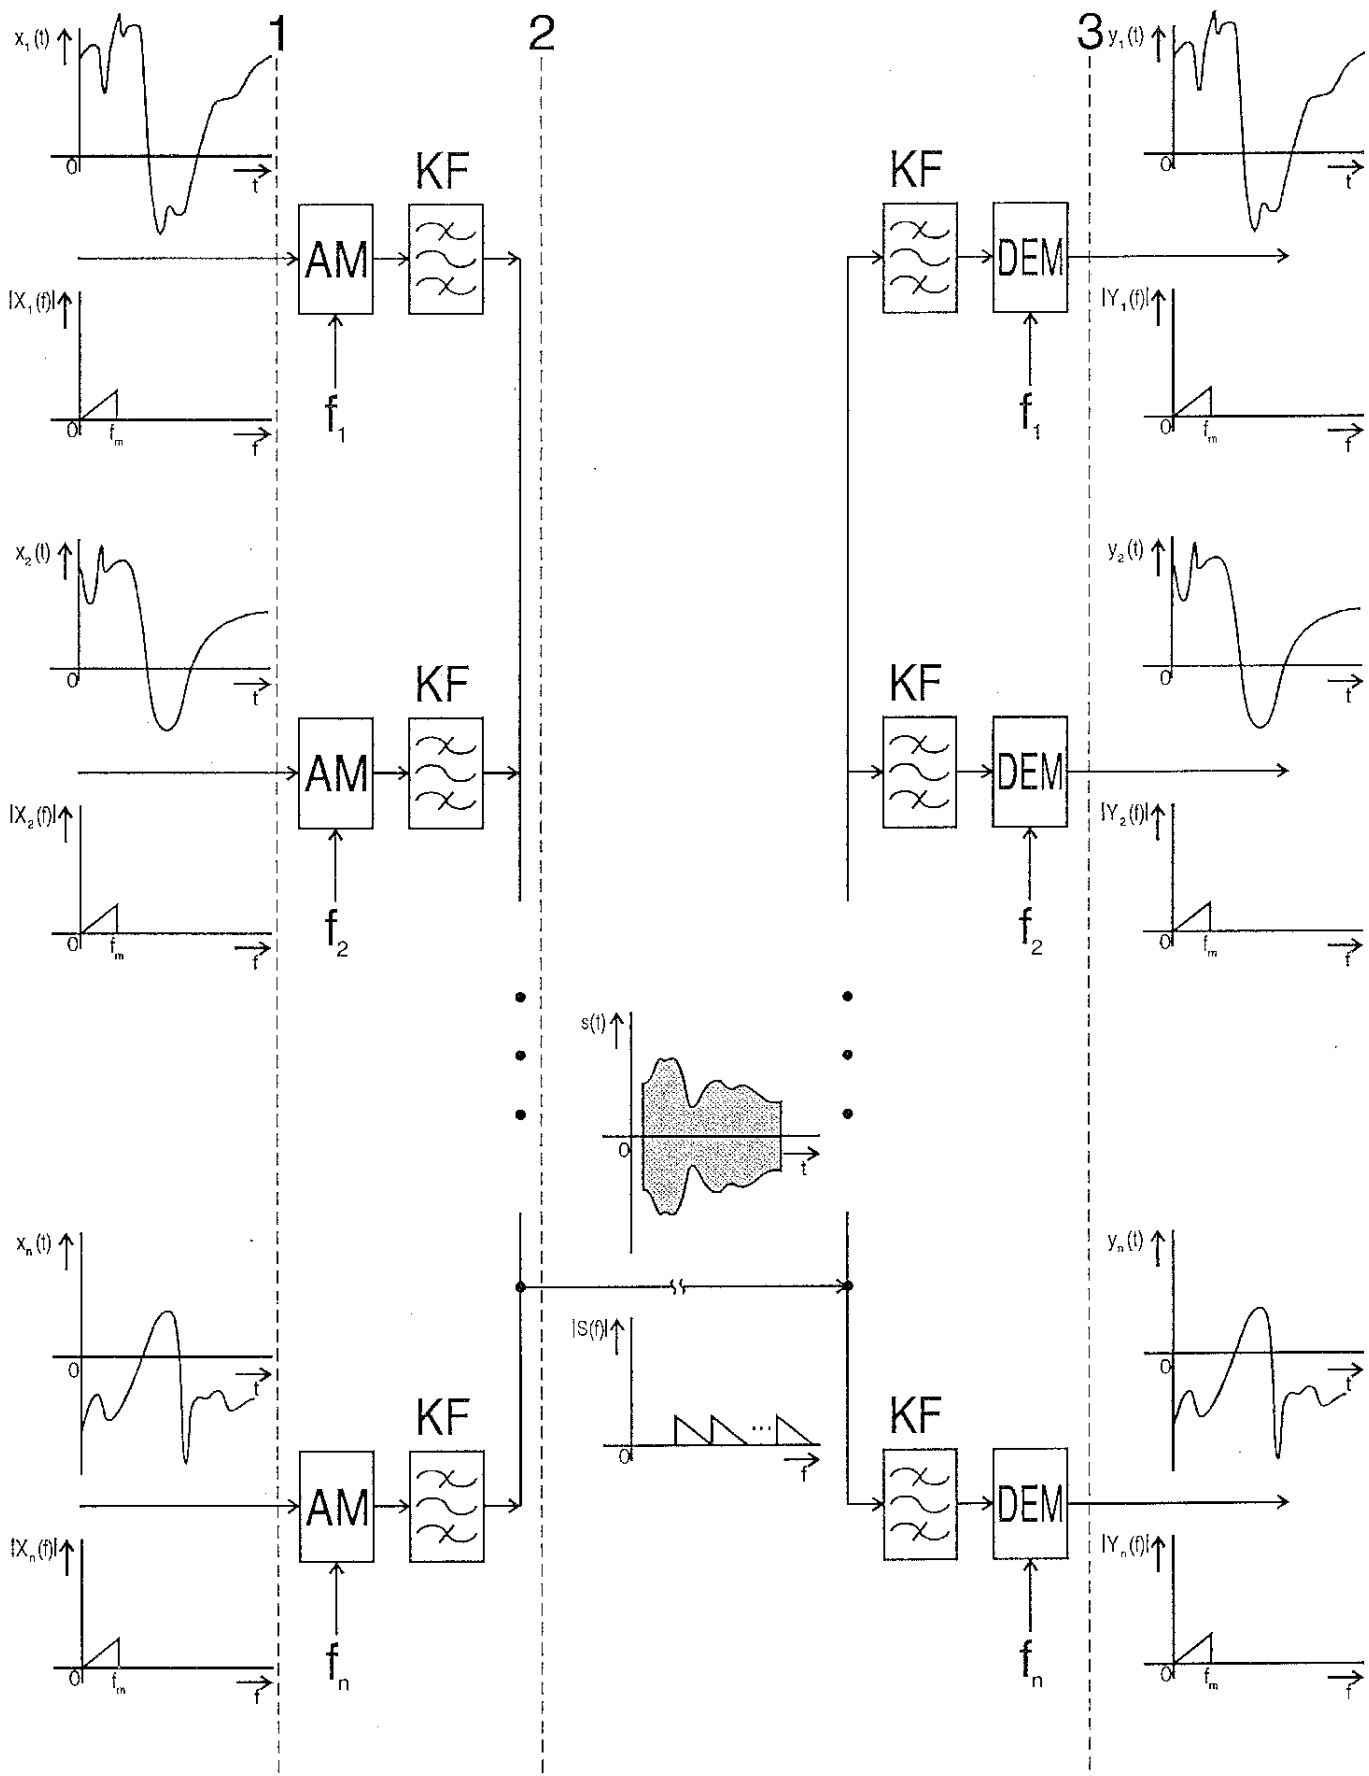 1
2
3
x₁(t)
0
t
KF
AM
f₁
|X₁(f)|
0
fₘ
f
KF
DEM
f₁
y₁(t)
0
t
|Y₁(f)|
0
fₘ
f
x₂(t)
0
t
KF
AM
f₂
|X₂(f)|
0
fₘ
f
KF
DEM
f₂
y₂(t)
0
t
|Y₂(f)|
0
fₘ
f
s(t)
0
t
|S(f)|
0
...
f
xₙ(t)
0
t
KF
AM
fₙ
|Xₙ(f)|
0
fₘ
f
KF
DEM
fₙ
yₙ(t)
0
t
|Yₙ(f)|
0
fₘ
f